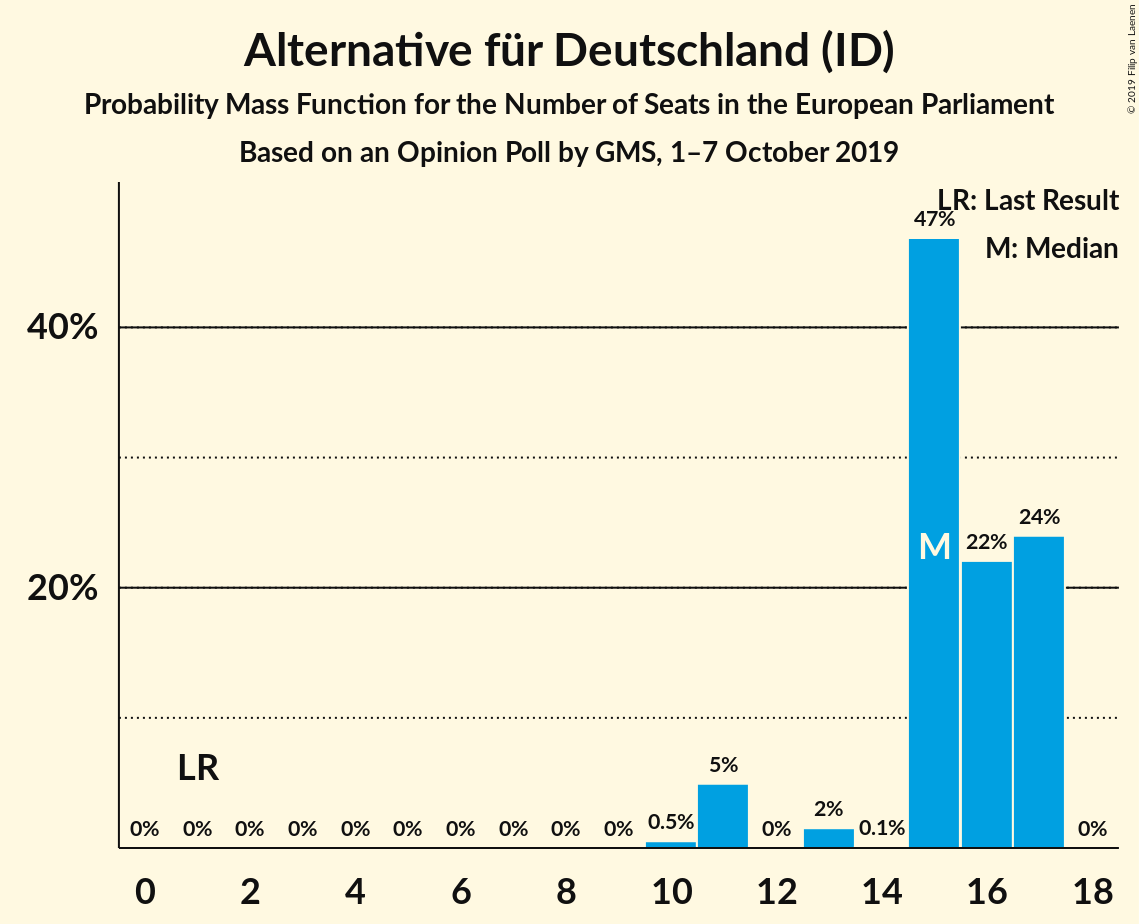 Alternative für Deutschland (ID)
Probability Mass Function for the Number of Seats in the European Parliament
Based on an Opinion Poll by GMS, 1–7 October 2019
© 2019 Filip van Laenen
LR: Last Result
M: Median
40%
20%
47%
M
22%
24%
LR
0% 0% 0% 0% 0% 0% 0% 0% 0% 0% 0.5% 5% 0% 2% 0.1% 0%
0 2 4 6 8 10 12 14 16 18